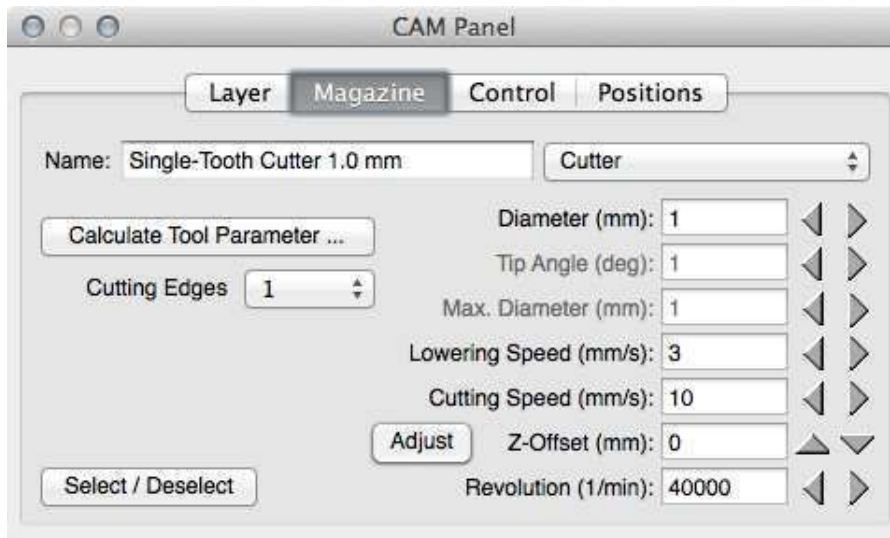 CAM Panel
Layer Magazine Control Positions
Name: Single-Tooth Cutter 1.0 mm Cutter
Diameter (mm): 1
Calculate Tool Parameter ...
Tip Angle (deg): 1
Cutting Edges 1
Max. Diameter (mm): 1
Lowering Speed (mm/s): 3
Cutting Speed (mm/s): 10
Adjust Z-Offset (mm): 0
Select / Deselect Revolution (1/min): 40000